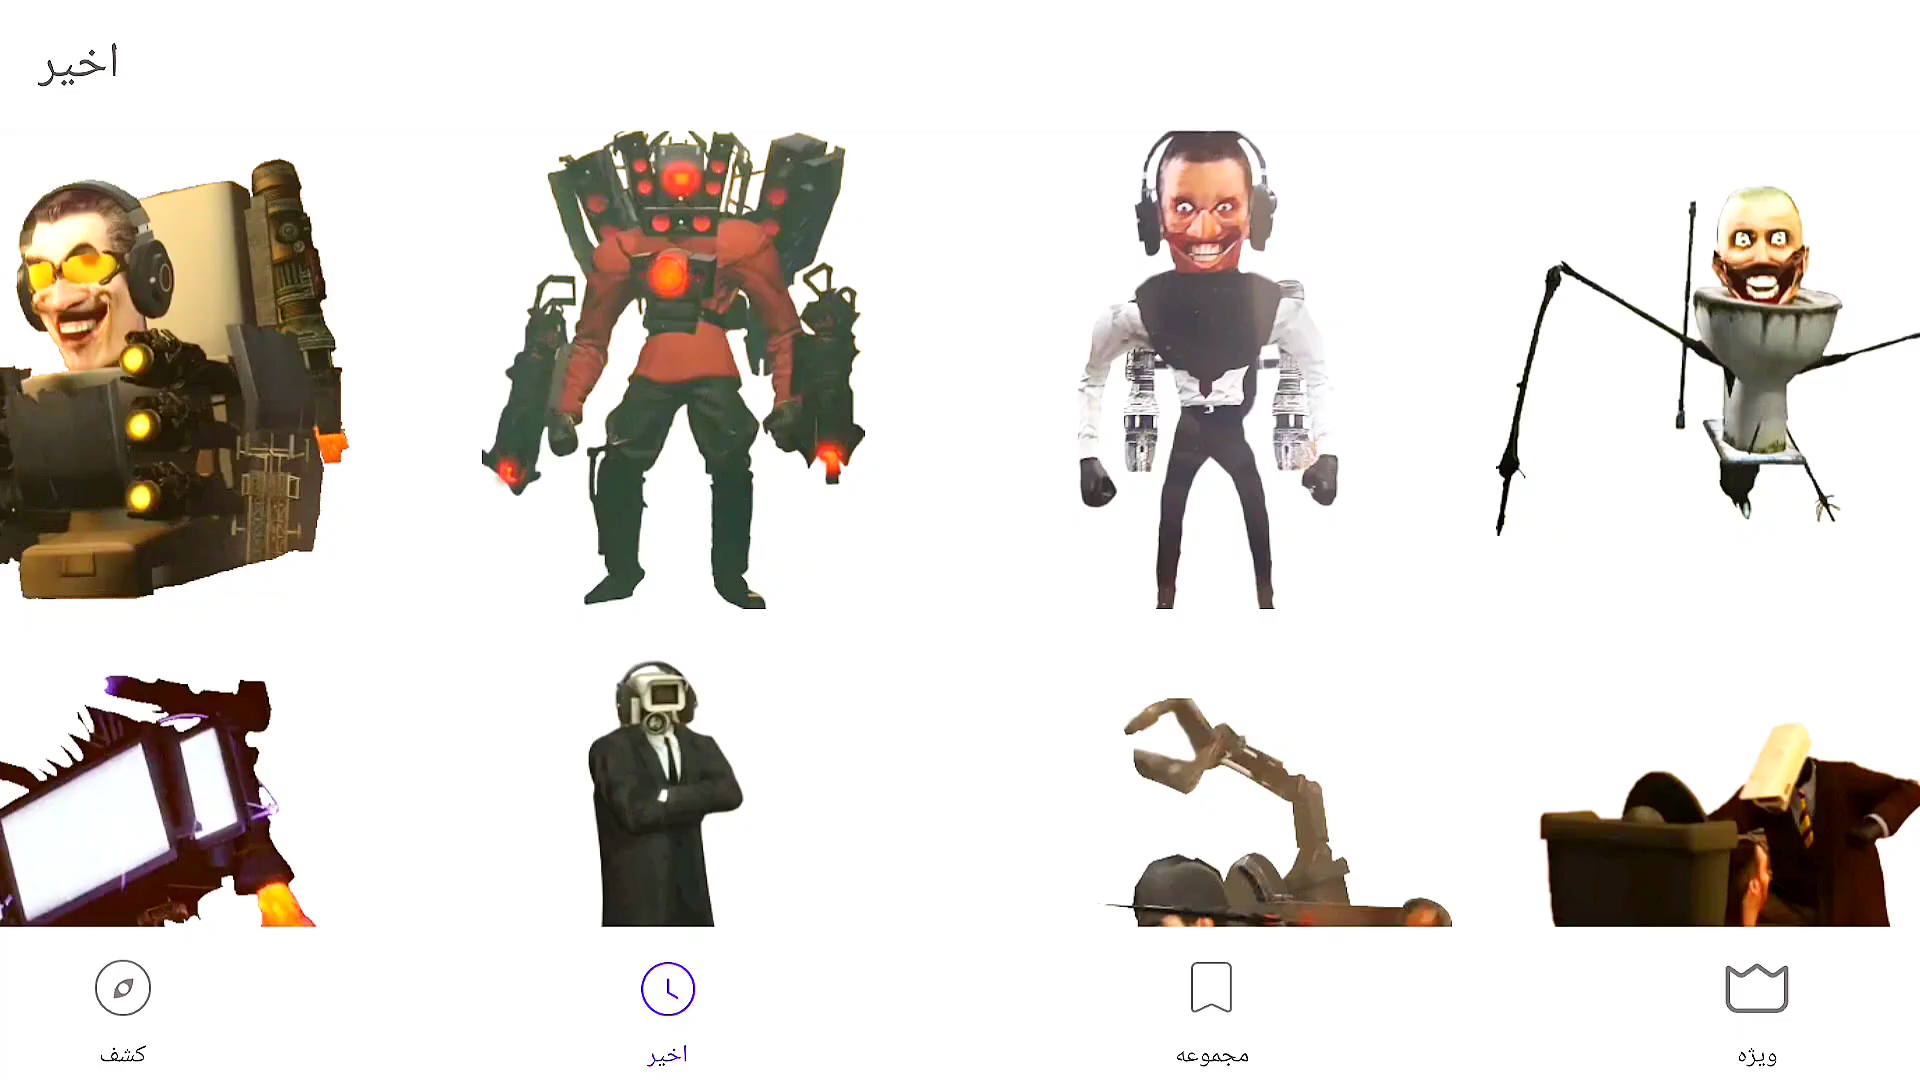 اخیر
کشف
اخیر
مجموعه
ویژه